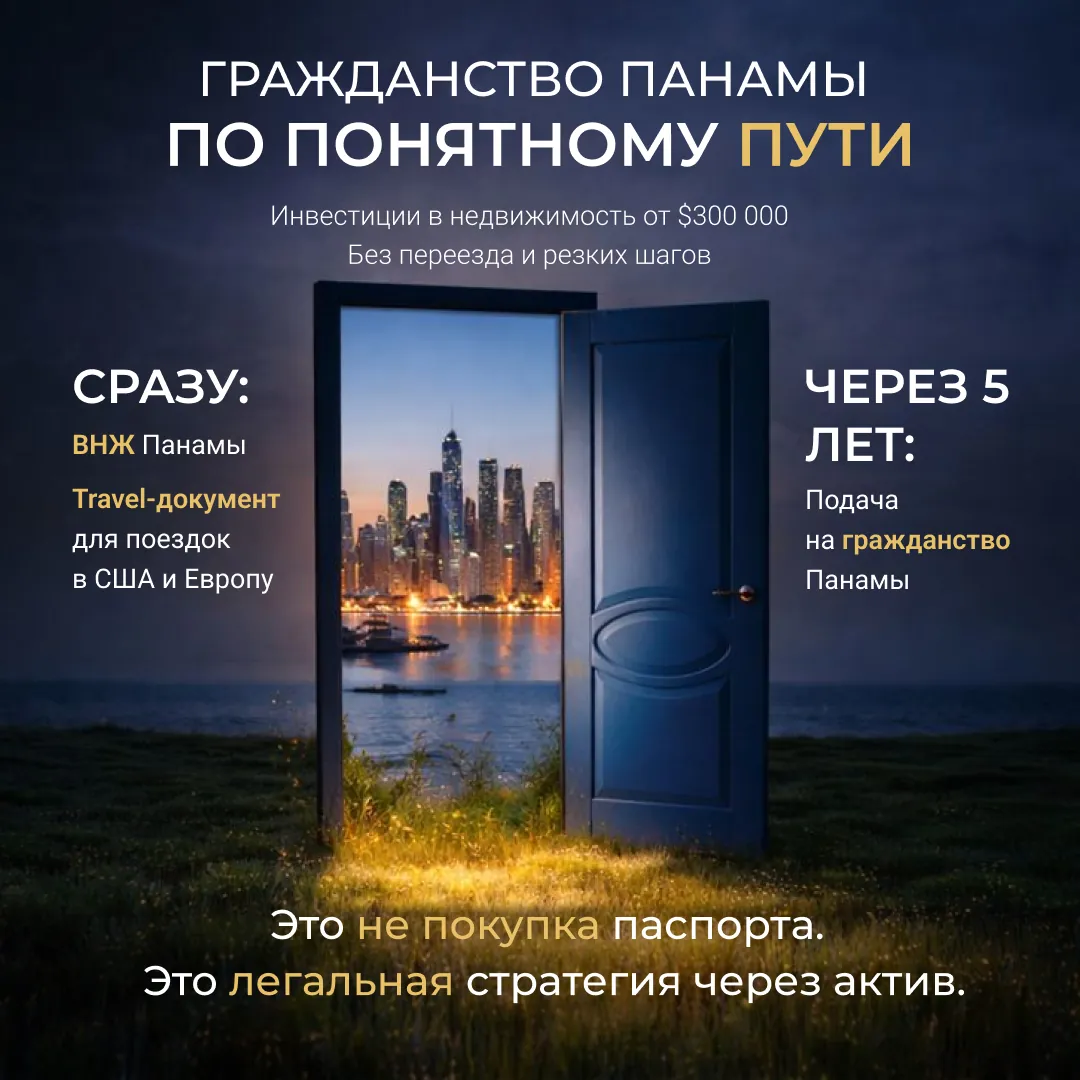 ГРАЖДАНСТВО ПАНАМЫ
ПО ПОНЯТНОМУ ПУТИ
Инвестиции в недвижимость от $300 000
Без переезда и резких шагов
СРАЗУ:
ВНЖ Панамы
Travel-документ
для поездок
в США и Европу
ЧЕРЕЗ 5
ЛЕТ:
Подача
на гражданство
Панамы
Это не покупка паспорта.
Это легальная стратегия через актив.